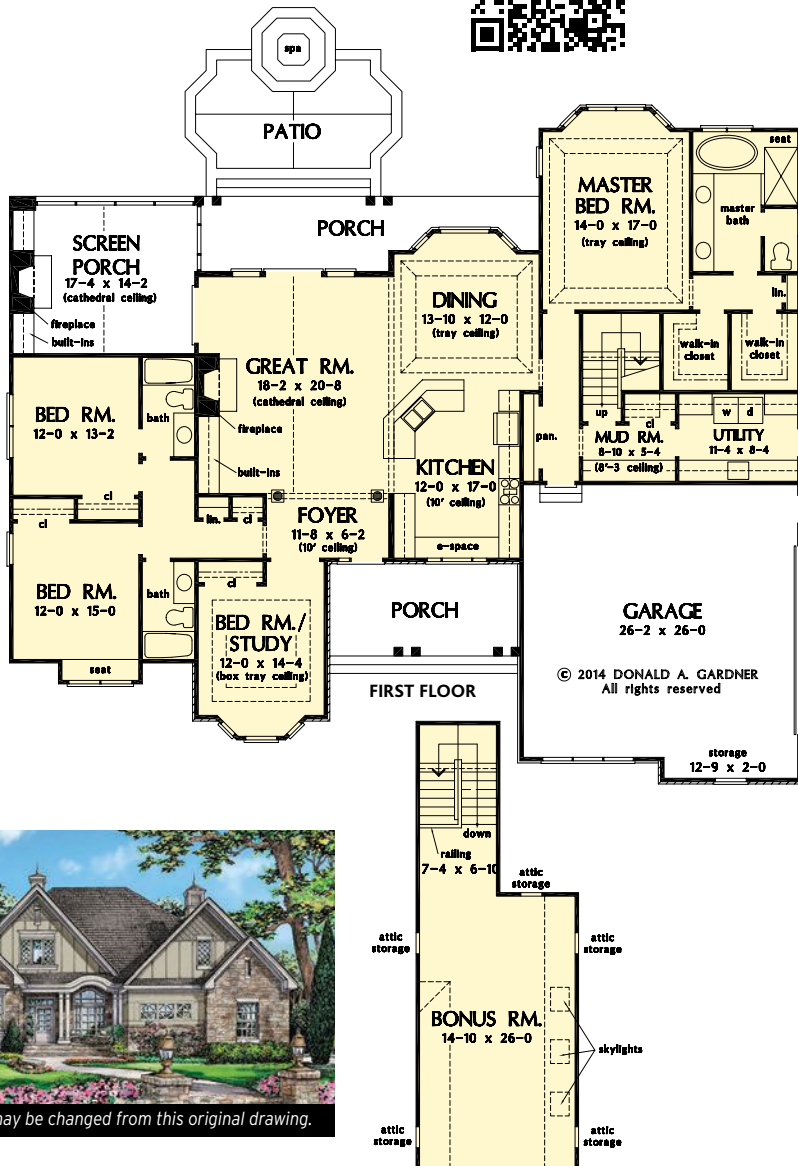 spa
PATIO
seat
MASTER
BED RM.
14-0 x 17-0
(tray ceiling)
master
bath
PORCH
SCREEN
PORCH
17-4 x 14-2
(cathedral ceiling)
fireplace
built-ins
DINING
13-10 x 12-0
(tray ceiling)
lin.
walk-in
closet
walk-in
closet
GREAT RM.
18-2 x 20-8
(cathedral ceiling)
fireplace
built-ins
BED RM.
12-0 x 13-2
bath
cl
up
cl
w d
pan.
MUD RM.
8-10 x 5-4
(8'-3 ceiling)
UTILITY
11-4 x 8-4
KITCHEN
12-0 x 17-0
(10' ceiling)
e-space
cl
lin.
cl
FOYER
11-8 x 6-2
(10' ceiling)
BED RM.
12-0 x 15-0
seat
bath
cl
BED RM./
STUDY
12-0 x 14-4
(box tray ceiling)
PORCH
GARAGE
26-2 x 26-0
© 2014 DONALD A. GARDNER
All rights reserved
FIRST FLOOR
storage
12-9 x 2-0
down
railing
7-4 x 6-10
attic
storage
attic
storage
attic
storage
BONUS RM.
14-10 x 26-0
skylights
attic
storage
attic
storage
may be changed from this original drawing.